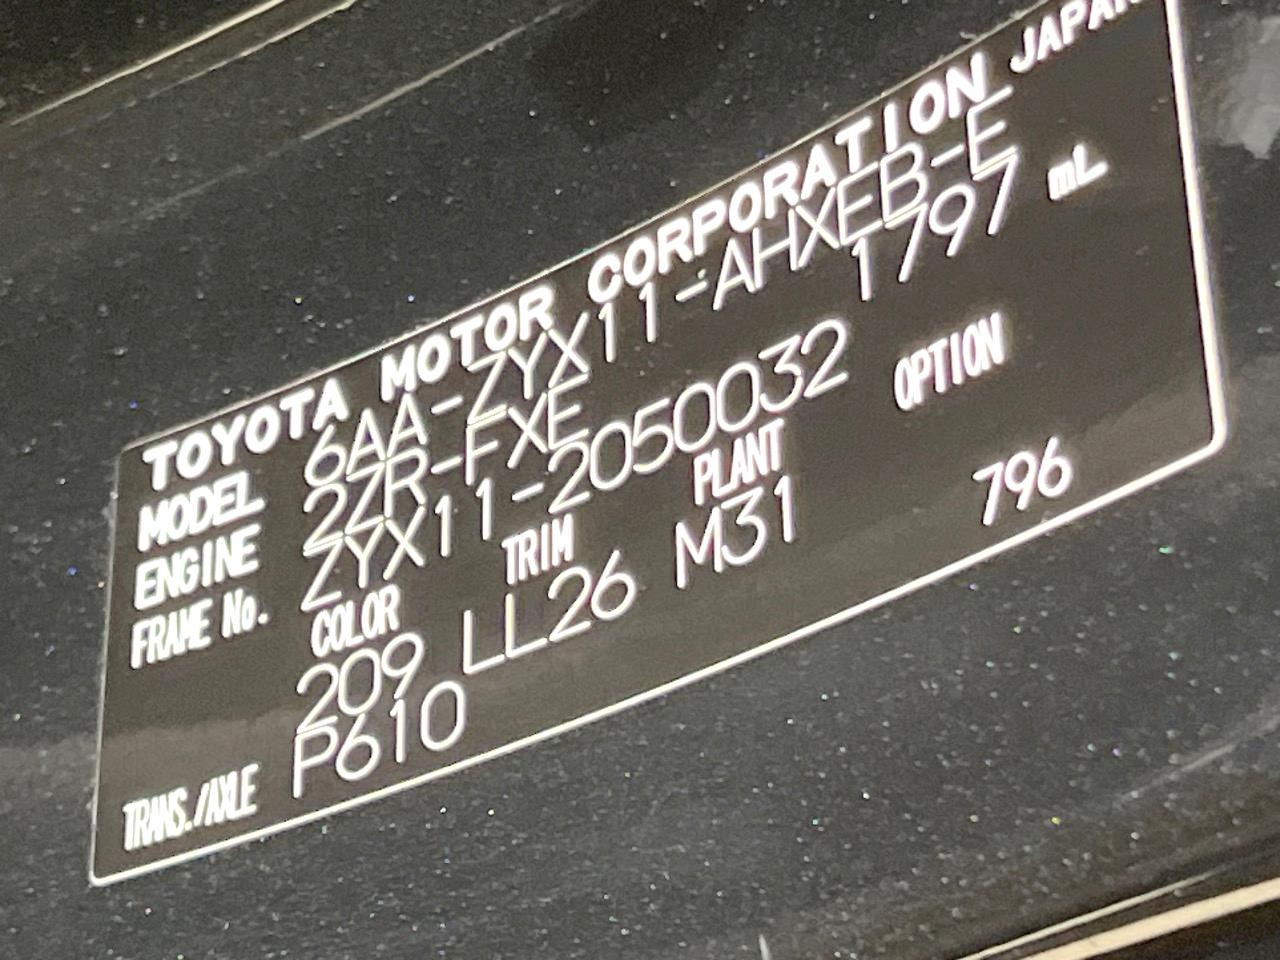 TOYOTA MOTOR CORPORATION JAPAN
MODEL 6AA-ZYX11-AHXEB-E
ENGINE 2ZR-FXE 1797 mL
FRAME No. ZYX11-2050032
COLOR TRIM PLANT OPTION
209 LL26 M31 796
TRANS./AXLE P610